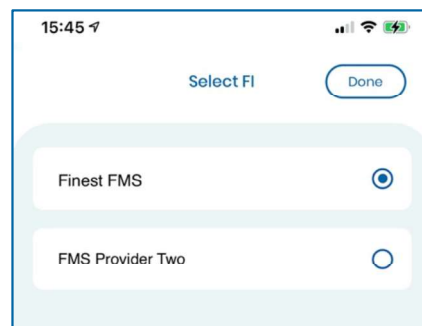 15:45
Select FI
Done
Finest FMS
FMS Provider Two